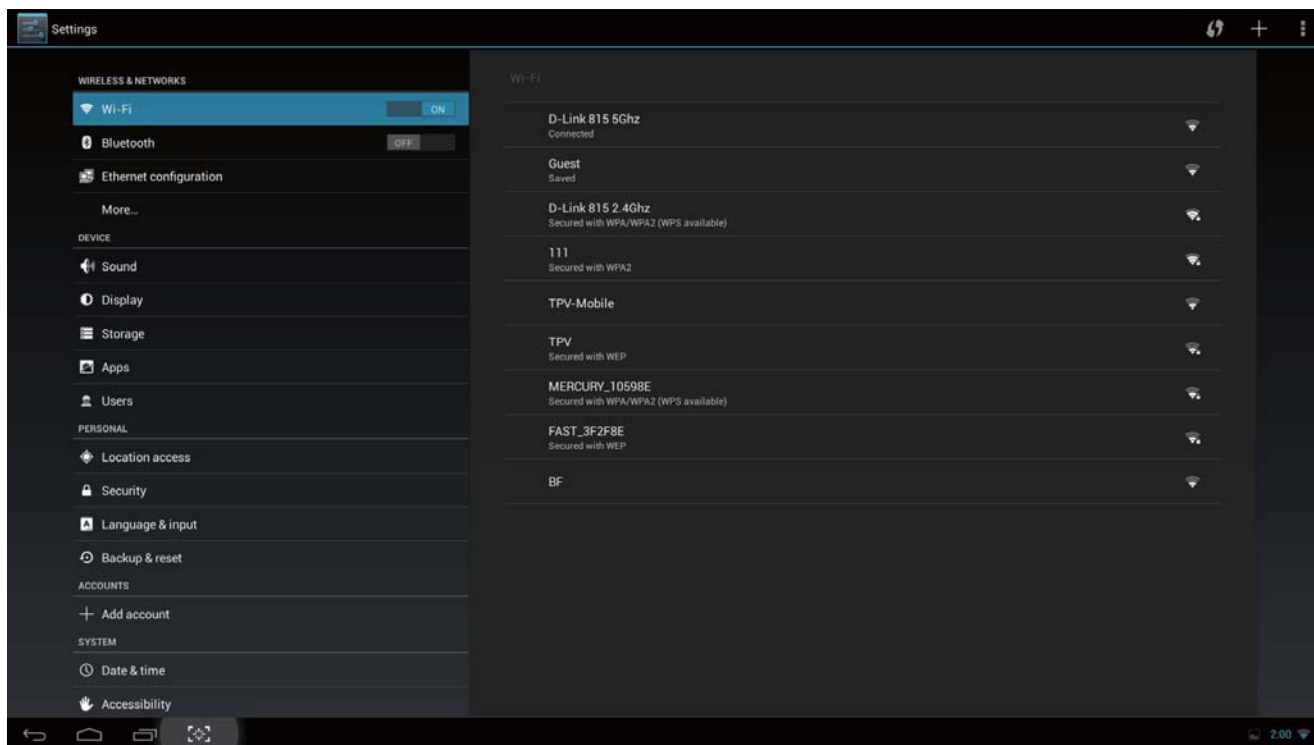 Settings
WIRELESS & NETWORKS
Wi-Fi ON
Bluetooth OFF
Ethernet configuration
More...
DEVICE
Sound
Display
Storage
Apps
Users
PERSONAL
Location access
Security
Language & input
Backup & reset
ACCOUNTS
Add account
SYSTEM
Date & time
Accessibility
Wi-Fi
D-Link 815 5Ghz
Connected
Guest
Saved
D-Link 815 2.4Ghz
Secured with WPA/WPA2 (WPS available)
111
Secured with WPA2
TPV-Mobile
TPV
Secured with WEP
MERCURY_10598E
Secured with WPA/WPA2 (WPS available)
FAST_3F2F8E
Secured with WEP
BF
2:00